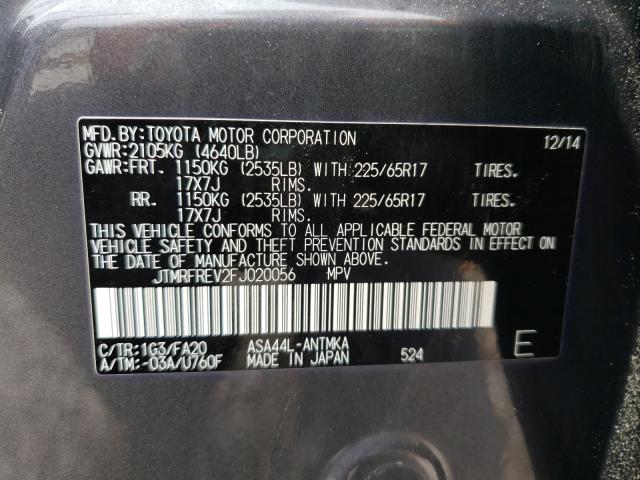 MFD.BY:TOYOTA MOTOR CORPORATION 12/14
GVWR:2105KG (4640LB)
GAWR:FRT. 1150KG (2535LB) WITH 225/65R17 TIRES.
17X7J RIMS.
RR. 1150KG (2535LB) WITH 225/65R17 TIRES.
17X7J RIMS.
THIS VEHICLE CONFORMS TO ALL APPLICABLE FEDERAL MOTOR
VEHICLE SAFETY AND THEFT PREVENTION STANDARDS IN EFFECT ON
THE DATE OF MANUFACTURE SHOWN ABOVE.
JTMRFREV2FJ020056 MPV
C/TR:1G3/FA20 ASA44L-ANTMKA
A/TM:-03A/U760F MADE IN JAPAN 524 E